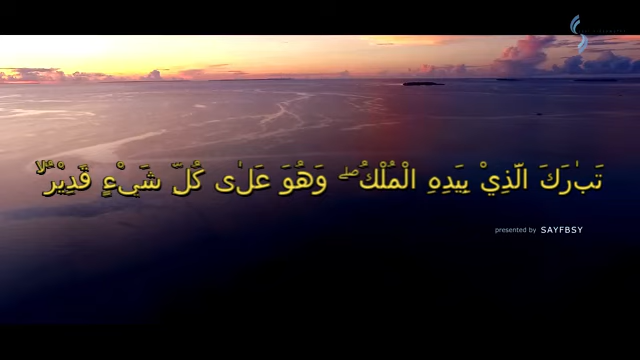 تَبٰرَكَ الَّذِيْ بِيَدِهِ الْمُلْكُ ۖ وَهُوَ عَلٰى كُلِّ شَيْءٍ قَدِيْرٌ ۙ
presented by SAYFBSY